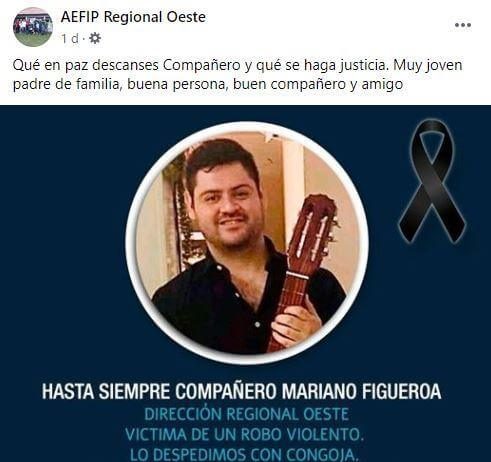 AEFIP Regional Oeste
1 d ·
Qué en paz descanses Compañero y qué se haga justicia. Muy joven
padre de familia, buena persona, buen compañero y amigo
HASTA SIEMPRE COMPAÑERO MARIANO FIGUEROA
DIRECCIÓN REGIONAL OESTE
VICTIMA DE UN ROBO VIOLENTO.
LO DESPEDIMOS CON CONGOJA.